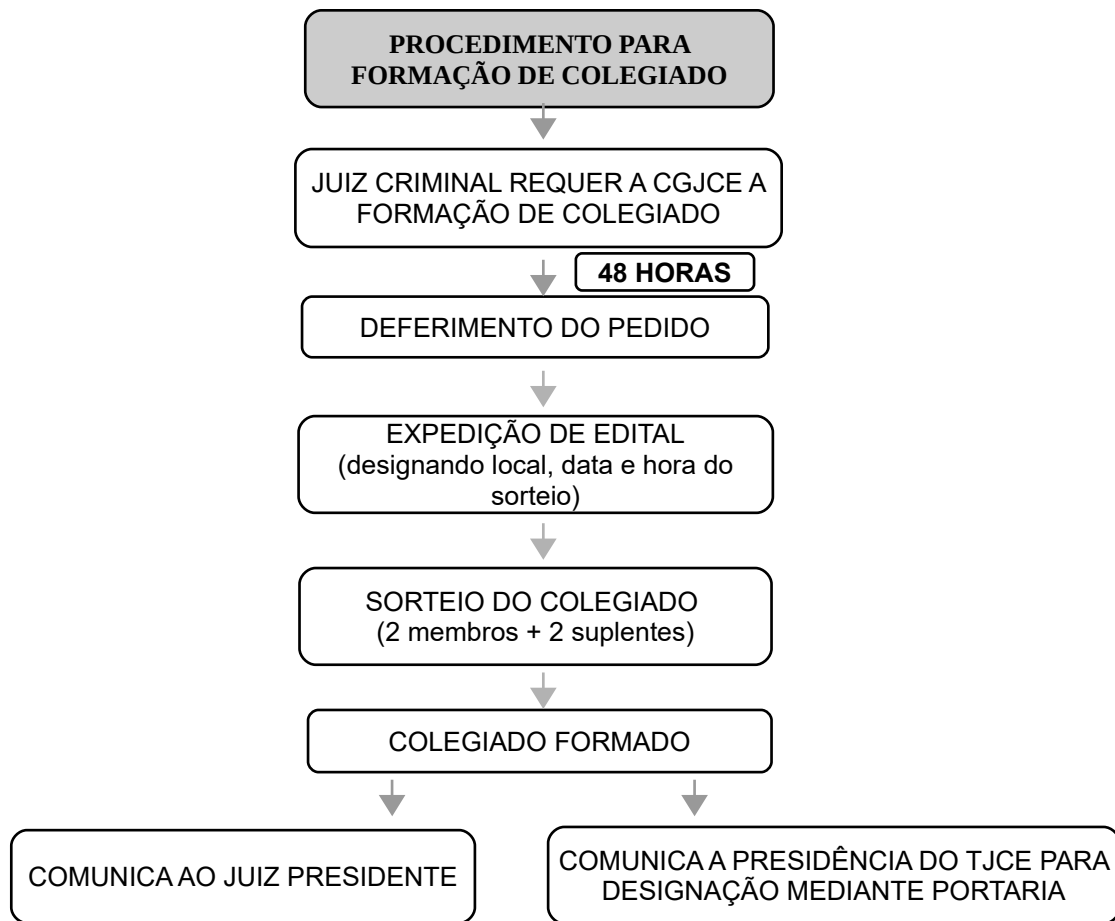 PROCEDIMENTO PARA
FORMAÇÃO DE COLEGIADO
JUIZ CRIMINAL REQUER A CGJCE A
FORMAÇÃO DE COLEGIADO
48 HORAS
DEFERIMENTO DO PEDIDO
EXPEDIÇÃO DE EDITAL
(designando local, data e hora do
sorteio)
SORTEIO DO COLEGIADO
(2 membros + 2 suplentes)
COLEGIADO FORMADO
COMUNICA AO JUIZ PRESIDENTE
COMUNICA A PRESIDÊNCIA DO TJCE PARA
DESIGNAÇÃO MEDIANTE PORTARIA